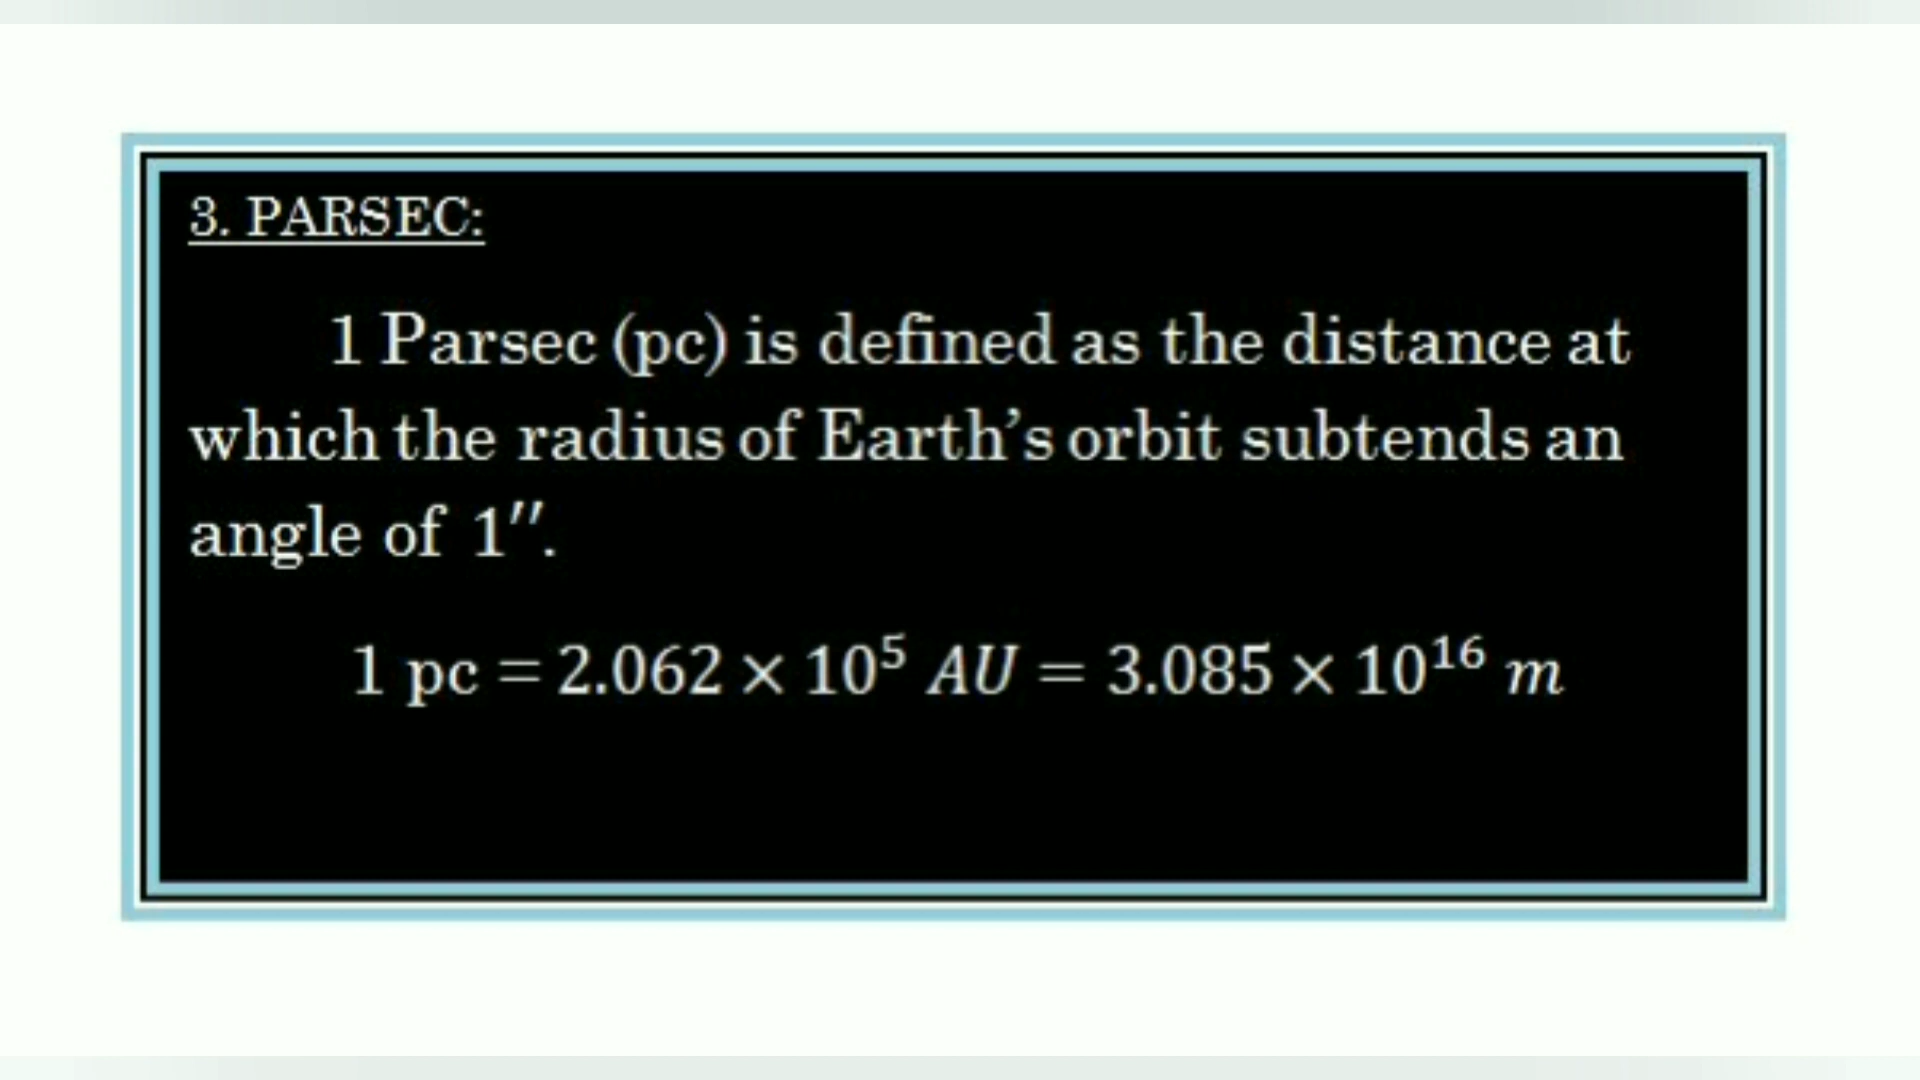 3. PARSEC:
1 Parsec (pc) is defined as the distance at
which the radius of Earth’s orbit subtends an
angle of 1′′.
1 pc = 2.062 × 10⁵ AU = 3.085 × 10¹⁶ m